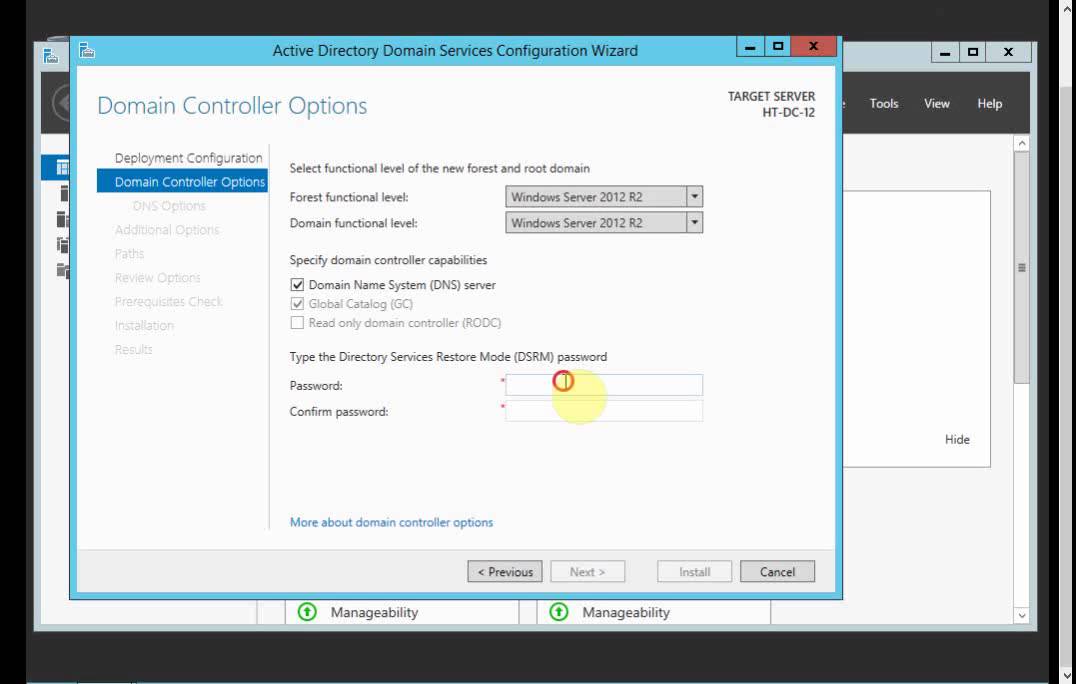 Active Directory Domain Services Configuration Wizard
Domain Controller Options
TARGET SERVER
HT-DC-12
Tools View Help
Deployment Configuration
Domain Controller Options
DNS Options
Additional Options
Paths
Review Options
Prerequisites Check
Installation
Results
Select functional level of the new forest and root domain
Forest functional level: Windows Server 2012 R2
Domain functional level: Windows Server 2012 R2
Specify domain controller capabilities
Domain Name System (DNS) server
Global Catalog (GC)
Read only domain controller (RODC)
Type the Directory Services Restore Mode (DSRM) password
Password: *
Confirm password: *
Hide
More about domain controller options
< Previous Next > Install Cancel
Manageability Manageability